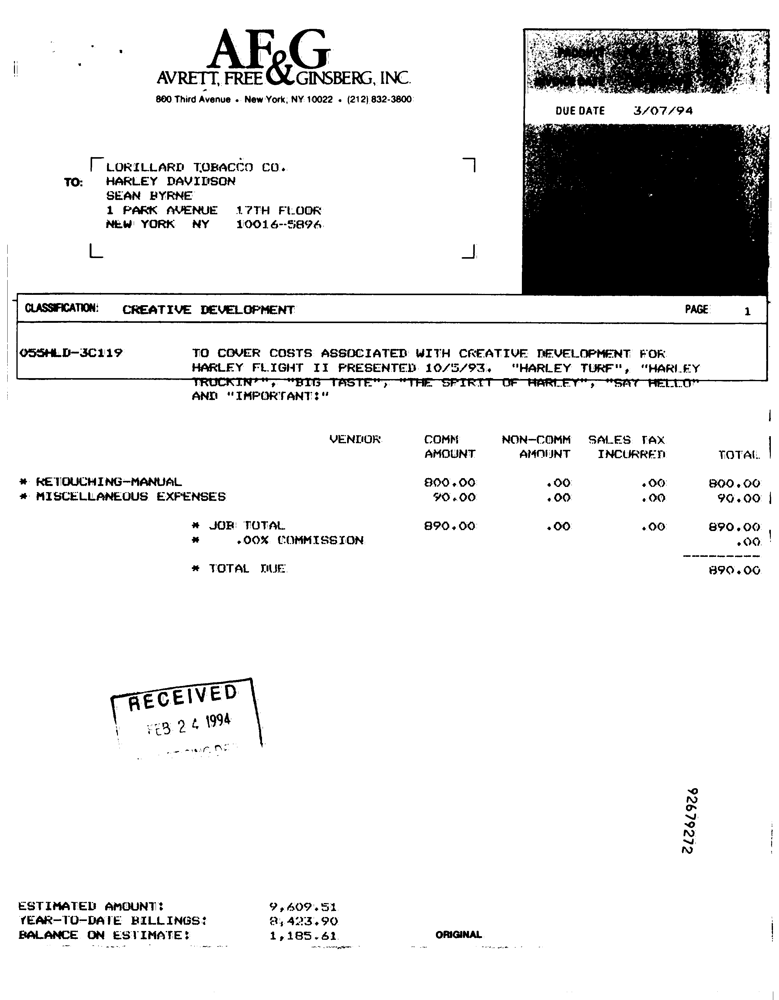 AF&G
AVRETT, FREE & GINSBERG, INC.
800 Third Avenue • New York, NY 10022 • (212) 832-3800
DUE DATE 3/07/94
TO: LORILLARD TOBACCO CO.
HARLEY DAVIDSON
SEAN BYRNE
1 PARK AVENUE 17TH FLOOR
NEW YORK NY 10016-5896
CLASSIFICATION: CREATIVE DEVELOPMENT PAGE 1
055HLD-3C119 TO COVER COSTS ASSOCIATED WITH CREATIVE DEVELOPMENT FOR
HARLEY FLIGHT II PRESENTED 10/5/93. "HARLEY TURF", "HARLEY
TRUCKIN'", "BIG TASTE", "THE SPIRIT OF HARLEY", "SAY HELLO"
AND "IMPORTANT!"
VENDOR COMM NON-COMM SALES TAX
AMOUNT AMOUNT INCURRED TOTAL
* RETOUCHING-MANUAL 800.00 .00 .00 800.00
* MISCELLANEOUS EXPENSES 90.00 .00 .00 90.00
* JOB TOTAL 890.00 .00 .00 890.00
* .00% COMMISSION .00
* TOTAL DUE 890.00
RECEIVED
FEB 24 1994
92679272
ESTIMATED AMOUNT: 9,609.51
YEAR-TO-DATE BILLINGS: 8,423.90
BALANCE ON ESTIMATE: 1,185.61 ORIGINAL